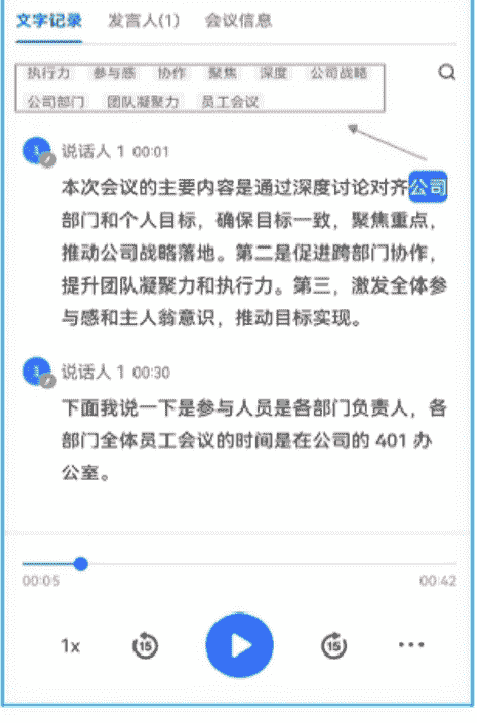 文字记录 发言人(1) 会议信息
执行力 参与感 协作 聚焦 深度 公司战略
公司部门 团队凝聚力 员工会议
说话人 1 00:01
本次会议的主要内容是通过深度讨论对齐公司
部门和个人目标，确保目标一致，聚焦重点，
推动公司战略落地。第二是促进跨部门协作，
提升团队凝聚力和执行力。第三，激发全体参
与感和主人翁意识，推动目标实现。
说话人 1 00:30
下面我说一下是参与人员是各部门负责人，各
部门全体员工会议的时间是在公司的 401 办
公室。
00:05 00:42
1x 15 15